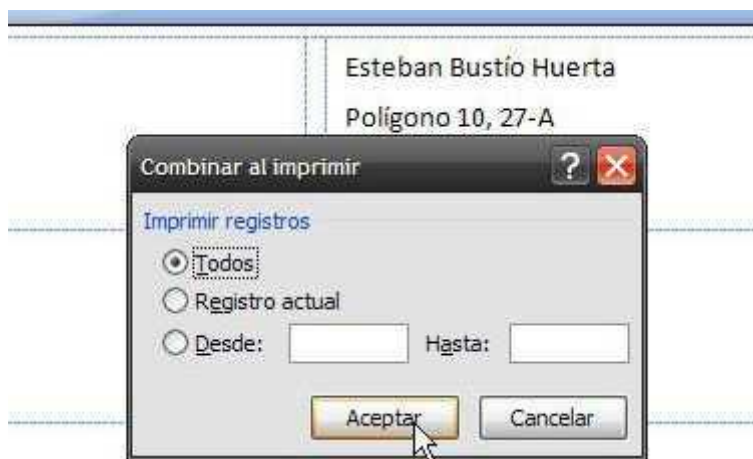 Esteban Bustío Huerta
Polígono 10, 27-A
Combinar al imprimir
Imprimir registros
Todos
Registro actual
Desde: Hasta:
Aceptar Cancelar